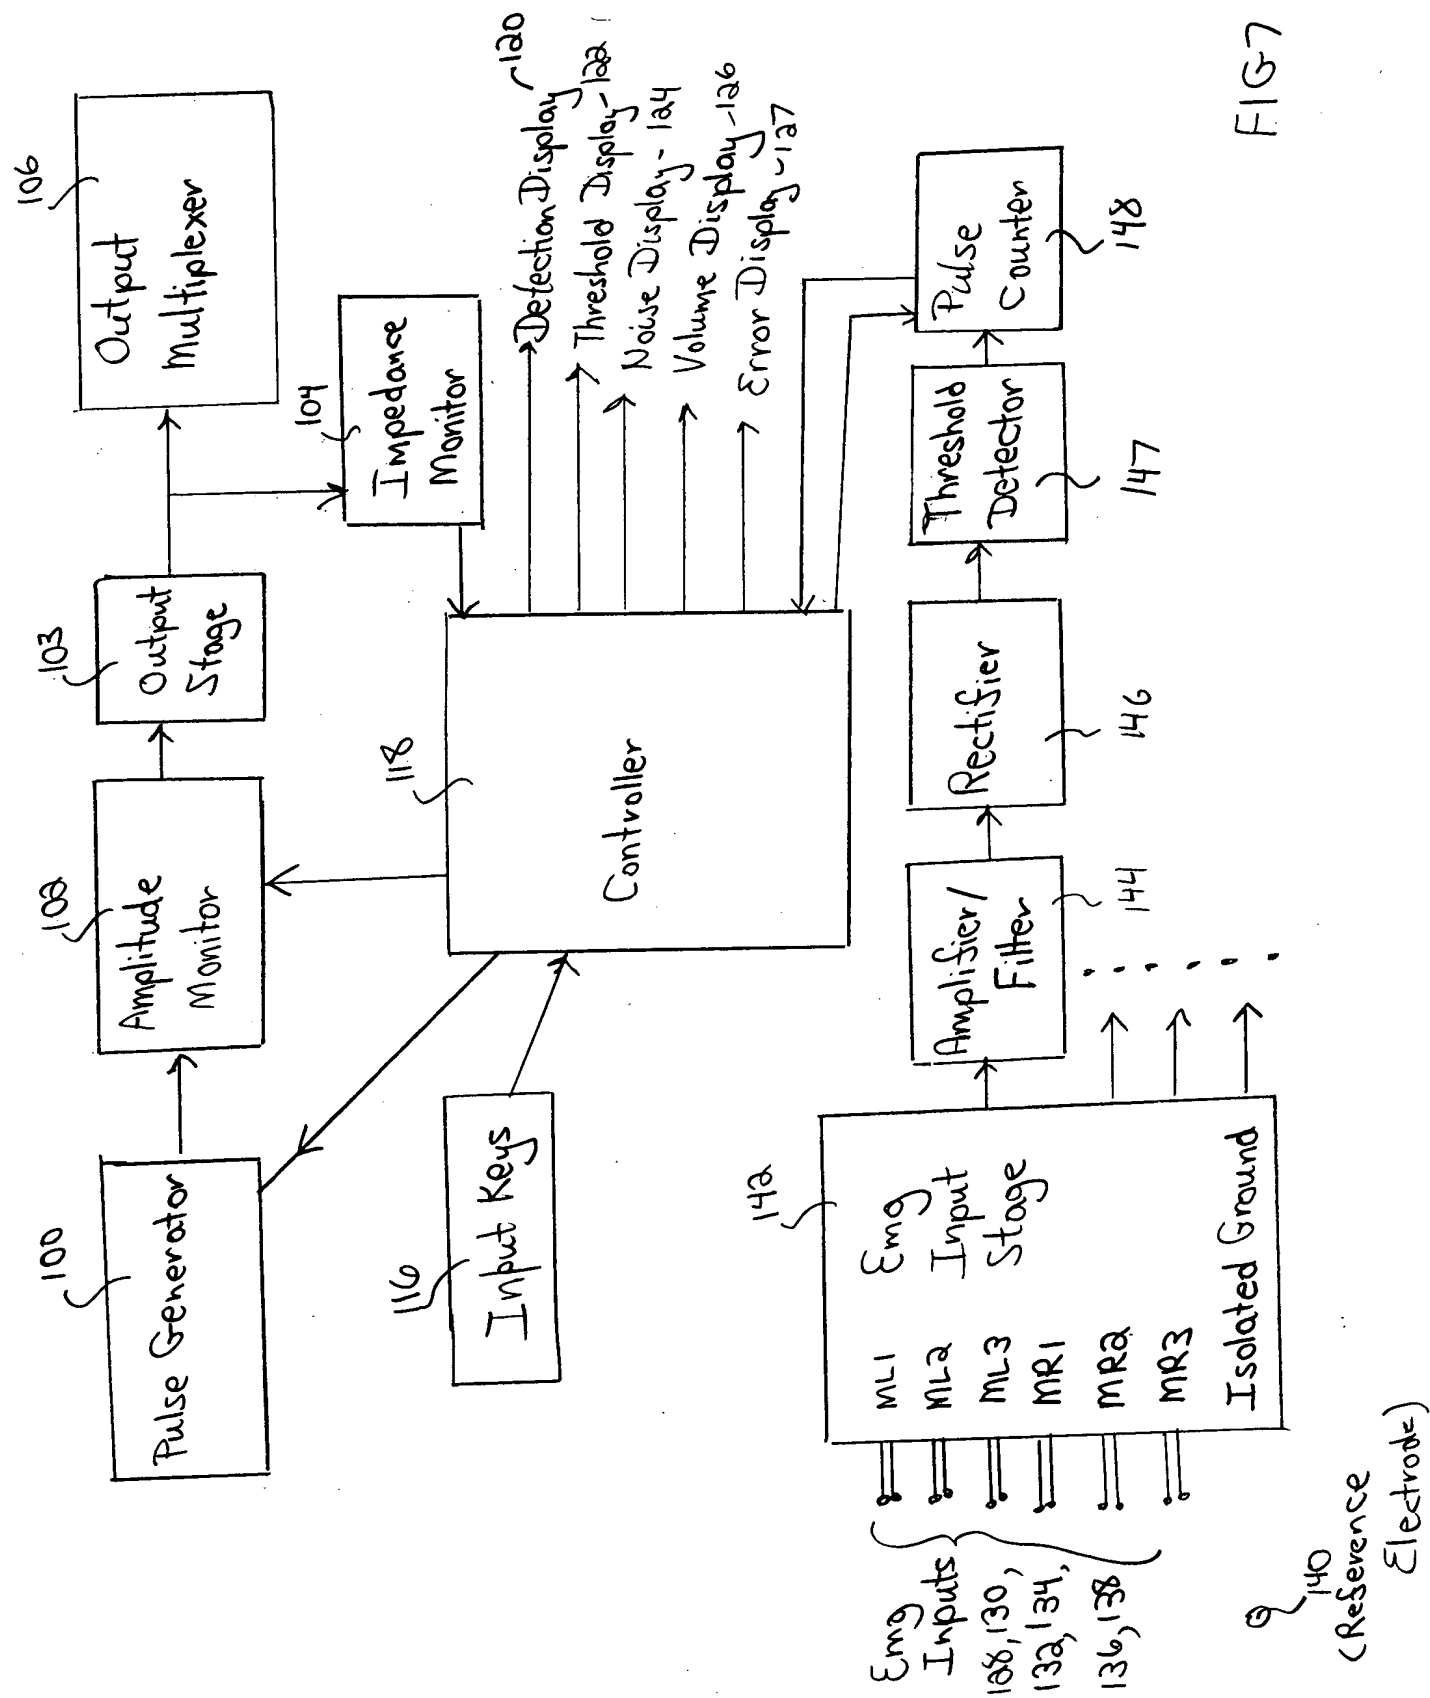 100
Pulse Generator
102
Amplitude
Monitor
103
Output
Stage
106
Output
Multiplexer
104
Impedance
Monitor
116
Input Keys
118
Controller
Detection Display 120
Threshold Display-122
Noise Display-124
Volume Display-126
Error Display-127
Emg
Inputs
128,130,
132,134,
136,138
142
ML1
ML2
ML3
MR1
MR2
MR3
Isolated Ground
Emg
Input
Stage
Amplifier/
Filter
144
Rectifier
146
Threshold
Detector
147
Pulse
Counter
148
140
(Reference
Electrode)
FIG7